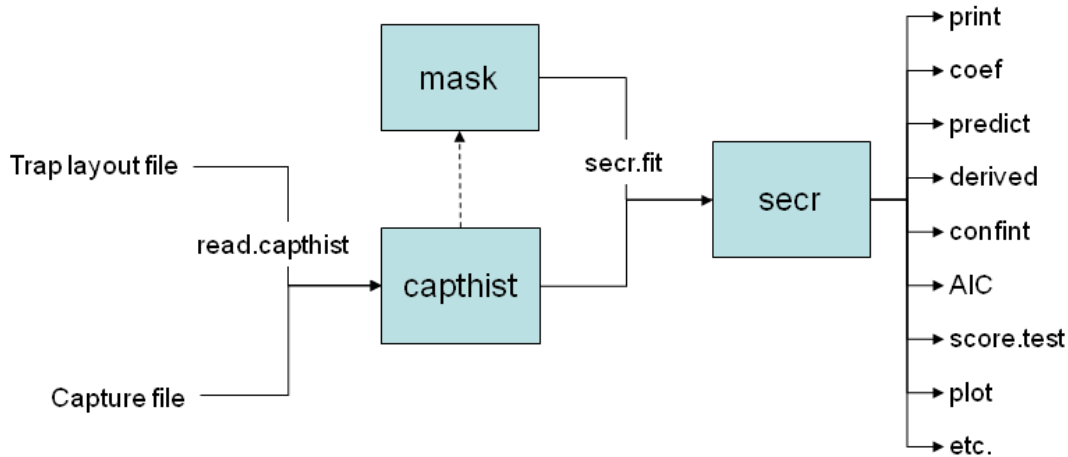 mask
Trap layout file
read.capthist
Capture file
capthist
secr.fit
secr
print
coef
predict
derived
confint
AIC
score.test
plot
etc.